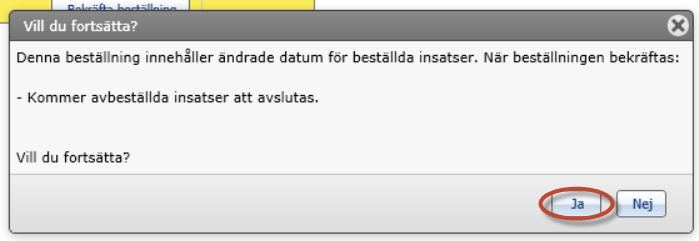 Bekräfta beställning
Vill du fortsätta?
Denna beställning innehåller ändrade datum för beställda insatser. När beställningen bekräftas:
- Kommer avbeställda insatser att avslutas.
Vill du fortsätta?
Ja Nej